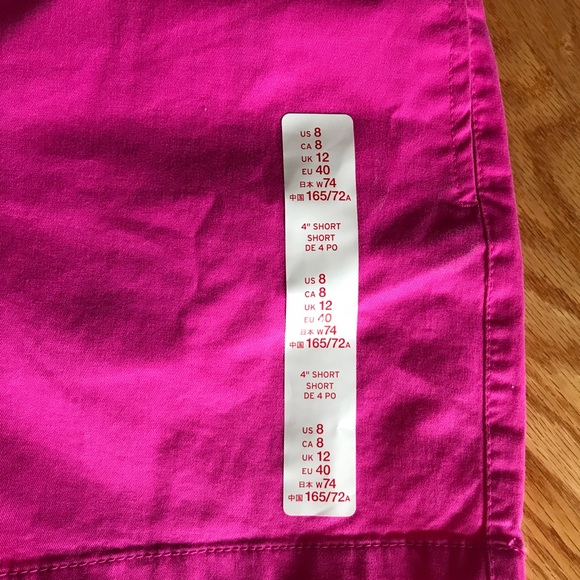 US 8
CA 8
UK 12
EU 40
日本 W74
中国 165/72A
4" SHORT
SHORT
DE 4 PO
US 8
CA 8
UK 12
EU 40
日本 W74
中国 165/72A
4" SHORT
SHORT
DE 4 PO
US 8
CA 8
UK 12
EU 40
日本 W74
中国 165/72A